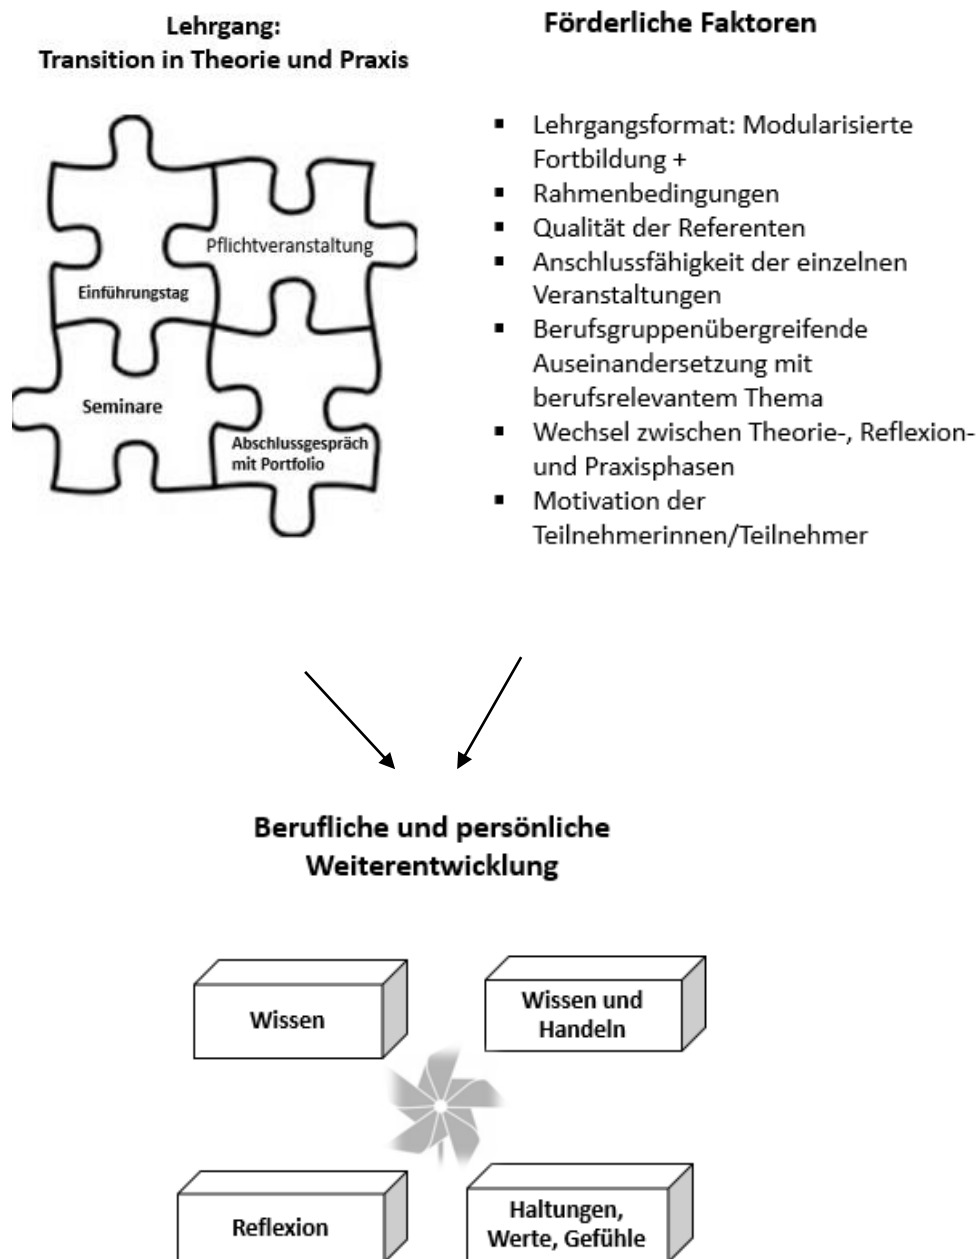 Lehrgang:
Transition in Theorie und Praxis
Einführungstag
Pflichtveranstaltung
Seminare
Abschlussgespräch
mit Portfolio
Förderliche Faktoren
▪ Lehrgangsformat: Modularisierte
Fortbildung +
▪ Rahmenbedingungen
▪ Qualität der Referenten
▪ Anschlussfähigkeit der einzelnen
Veranstaltungen
▪ Berufsgruppenübergreifende
Auseinandersetzung mit
berufsrelevantem Thema
▪ Wechsel zwischen Theorie-, Reflexion-
und Praxisphasen
▪ Motivation der
Teilnehmerinnen/Teilnehmer
Berufliche und persönliche
Weiterentwicklung
Wissen
Wissen und
Handeln
Reflexion
Haltungen,
Werte, Gefühle